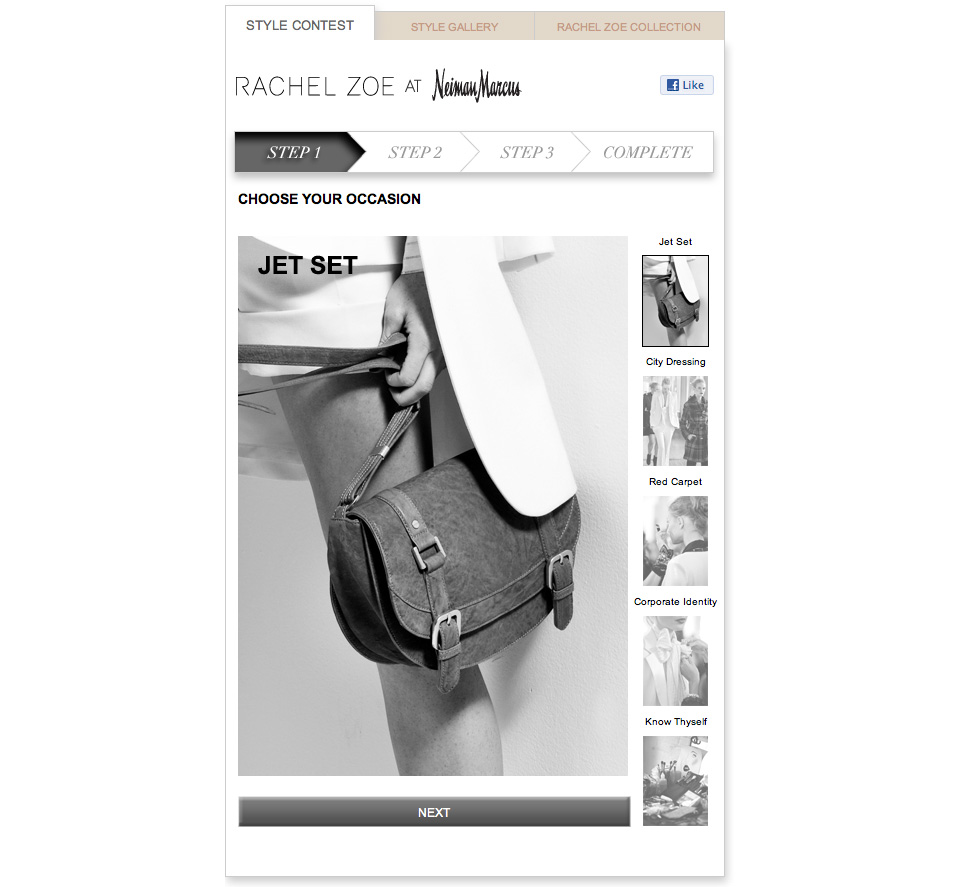 STYLE CONTEST
STYLE GALLERY
RACHEL ZOE COLLECTION
RACHEL ZOE AT Neiman Marcus
Like
STEP 1
STEP 2
STEP 3
COMPLETE
CHOOSE YOUR OCCASION
JET SET
Jet Set
City Dressing
Red Carpet
Corporate Identity
Know Thyself
NEXT